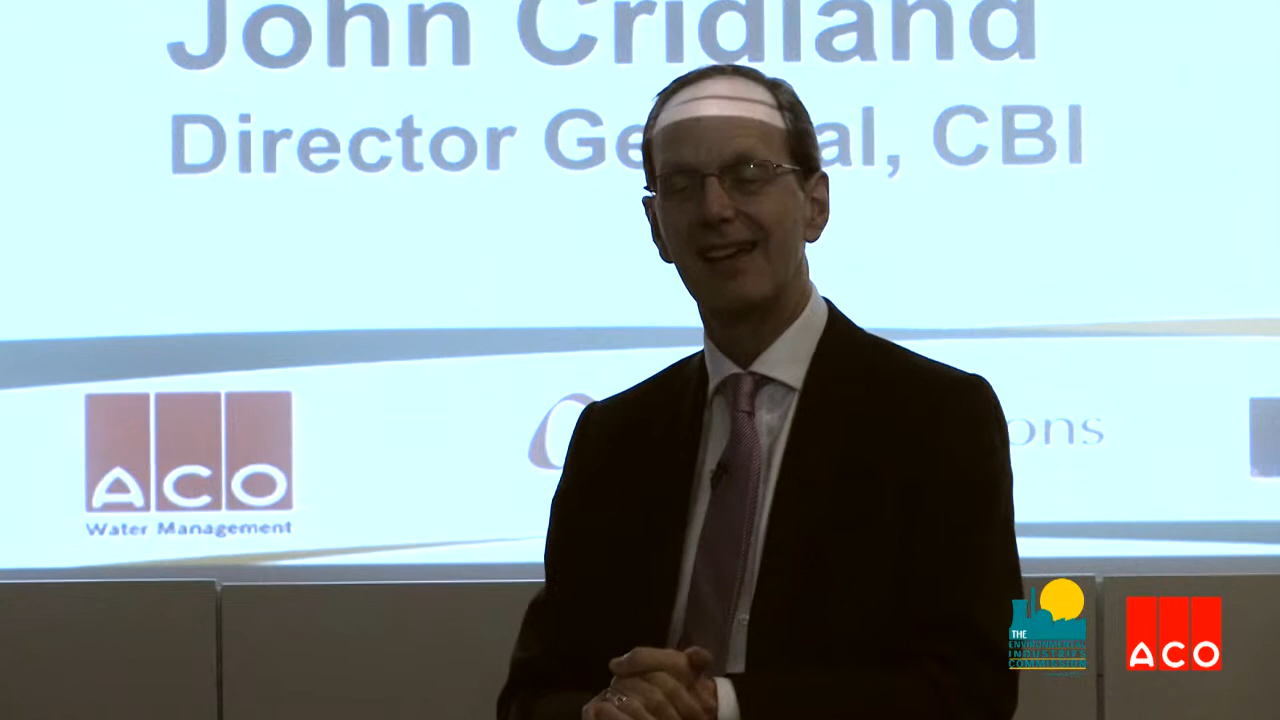 John Cridland
Director Ge al, CBI
ons
ACO
Water Management
THE
ENVIRONMENTAL
INDUSTRIES
COMMISSION
ACO